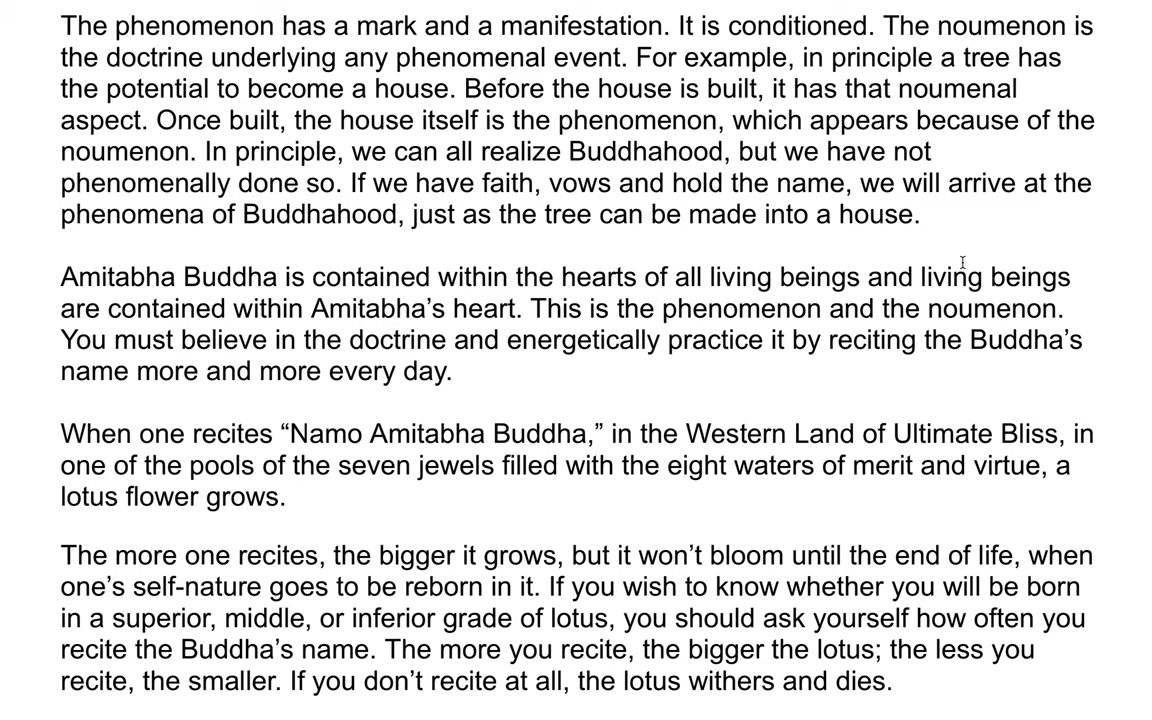 The phenomenon has a mark and a manifestation. It is conditioned. The noumenon is
the doctrine underlying any phenomenal event. For example, in principle a tree has
the potential to become a house. Before the house is built, it has that noumenal
aspect. Once built, the house itself is the phenomenon, which appears because of the
noumenon. In principle, we can all realize Buddhahood, but we have not
phenomenally done so. If we have faith, vows and hold the name, we will arrive at the
phenomena of Buddhahood, just as the tree can be made into a house.
Amitabha Buddha is contained within the hearts of all living beings and living beings
are contained within Amitabha’s heart. This is the phenomenon and the noumenon.
You must believe in the doctrine and energetically practice it by reciting the Buddha’s
name more and more every day.
When one recites “Namo Amitabha Buddha,” in the Western Land of Ultimate Bliss, in
one of the pools of the seven jewels filled with the eight waters of merit and virtue, a
lotus flower grows.
The more one recites, the bigger it grows, but it won’t bloom until the end of life, when
one’s self-nature goes to be reborn in it. If you wish to know whether you will be born
in a superior, middle, or inferior grade of lotus, you should ask yourself how often you
recite the Buddha’s name. The more you recite, the bigger the lotus; the less you
recite, the smaller. If you don’t recite at all, the lotus withers and dies.